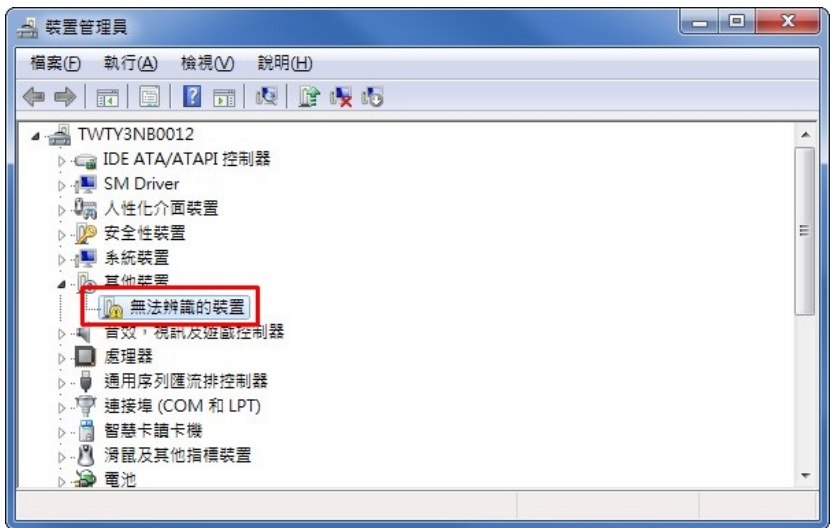 裝置管理員
檔案(F) 執行(A) 檢視(V) 說明(H)
TWTY3NB0012
IDE ATA/ATAPI 控制器
SM Driver
人性化介面裝置
安全性裝置
系統裝置
其他裝置
無法辨識的裝置
音效，視訊及遊戲控制器
處理器
通用序列匯流排控制器
連接埠 (COM 和 LPT)
智慧卡讀卡機
滑鼠及其他指標裝置
電池